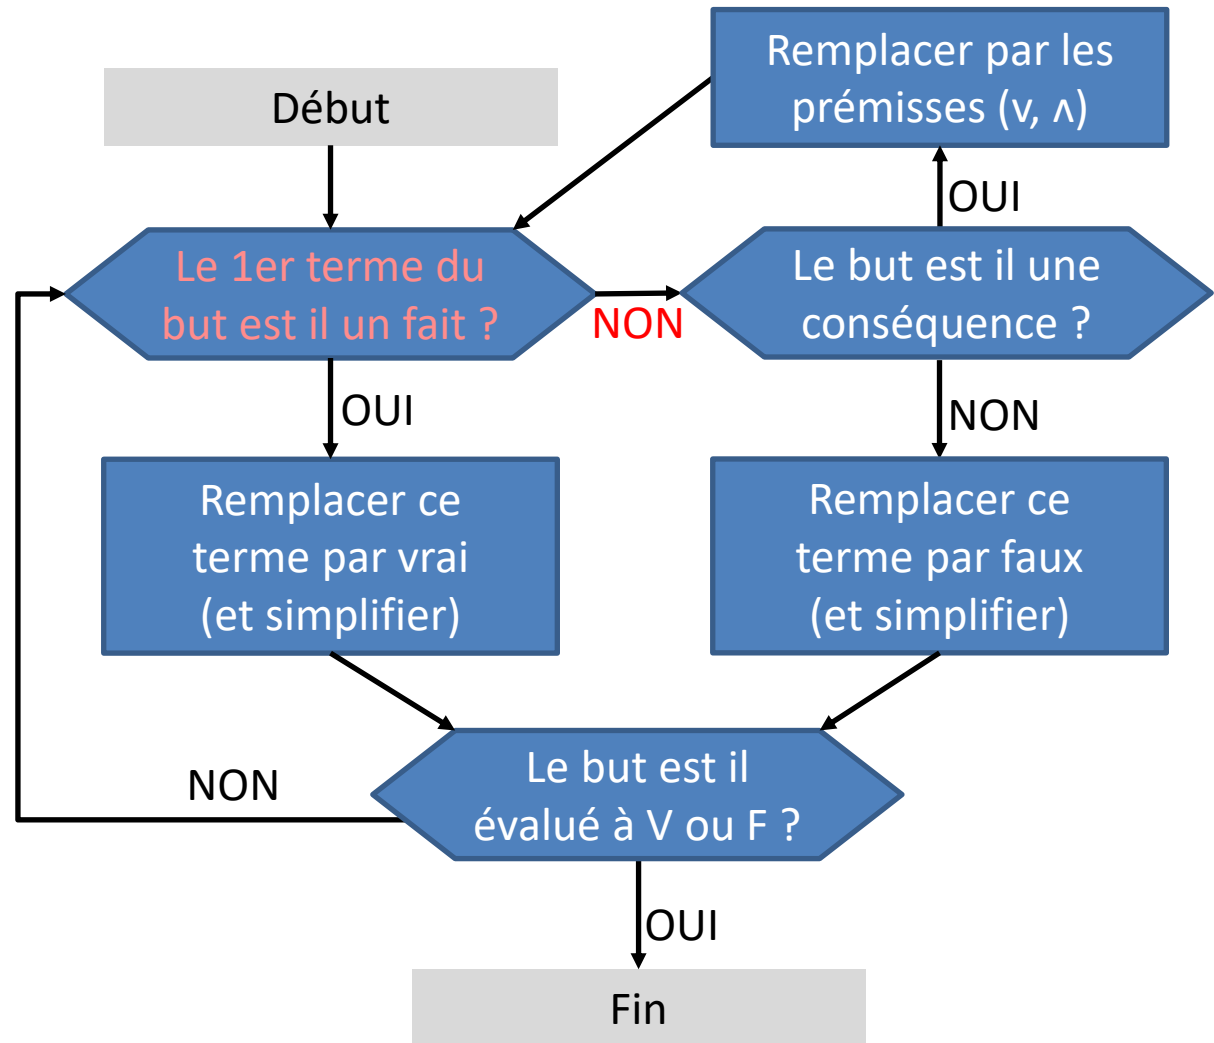 Début
Remplacer par les
prémisses (v, ʌ)
OUI
Le 1er terme du
but est il un fait ?
NON
Le but est il une
conséquence ?
OUI
NON
Remplacer ce
terme par vrai
(et simplifier)
Remplacer ce
terme par faux
(et simplifier)
NON
Le but est il
évalué à V ou F ?
OUI
Fin